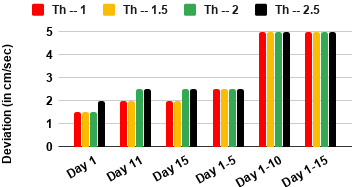 Th -- 1 Th -- 1.5 Th -- 2 Th -- 2.5
Deviation (in cm/sec)
5
4
3
2
1
0
Day 1 Day 11 Day 15 Day 1-5 Day 1-10 Day 1-15